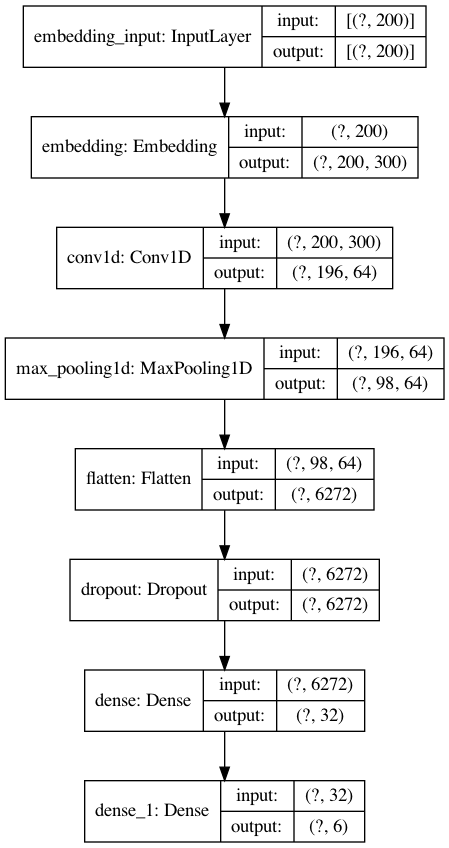 embedding_input: InputLayer
input: [(?, 200)]
output: [(?, 200)]
embedding: Embedding
input: (?, 200)
output: (?, 200, 300)
conv1d: Conv1D
input: (?, 200, 300)
output: (?, 196, 64)
max_pooling1d: MaxPooling1D
input: (?, 196, 64)
output: (?, 98, 64)
flatten: Flatten
input: (?, 98, 64)
output: (?, 6272)
dropout: Dropout
input: (?, 6272)
output: (?, 6272)
dense: Dense
input: (?, 6272)
output: (?, 32)
dense_1: Dense
input: (?, 32)
output: (?, 6)